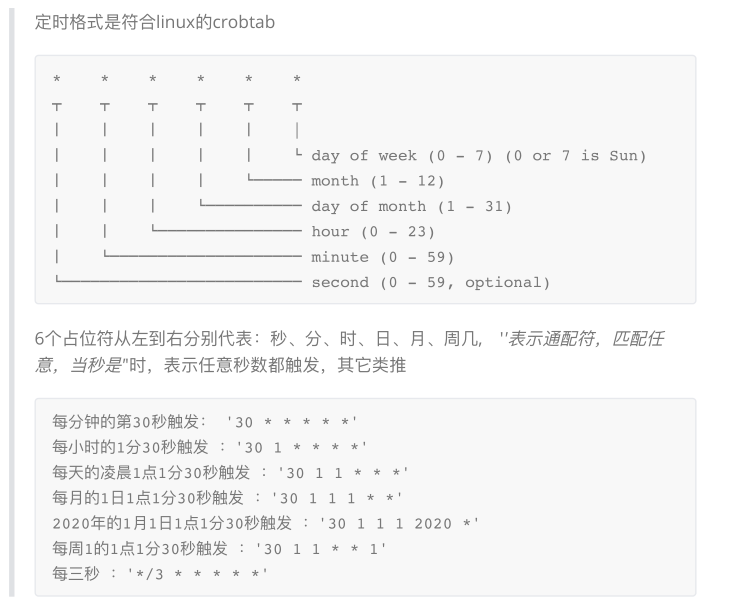 定时格式是符合linux的crobtab
* * * * * *
┬ ┬ ┬ ┬ ┬ ┬
│ │ │ │ │ |
│ │ │ │ │ └ day of week (0 - 7) (0 or 7 is Sun)
│ │ │ │ └───── month (1 - 12)
│ │ │ └────────── day of month (1 - 31)
│ │ └─────────────── hour (0 - 23)
│ └──────────────────── minute (0 - 59)
└───────────────────────── second (0 - 59, optional)
6个占位符从左到右分别代表：秒、分、时、日、月、周几， ''表示通配符，匹配任
意，当秒是"时，表示任意秒数都触发，其它类推
每分钟的第30秒触发： '30 * * * * *'
每小时的1分30秒触发 ：'30 1 * * * *'
每天的凌晨1点1分30秒触发 ：'30 1 1 * * *'
每月的1日1点1分30秒触发 ：'30 1 1 1 * *'
2020年的1月1日1点1分30秒触发 ：'30 1 1 1 2020 *'
每周1的1点1分30秒触发 ：'30 1 1 * * 1'
每三秒 ：'*/3 * * * * *'